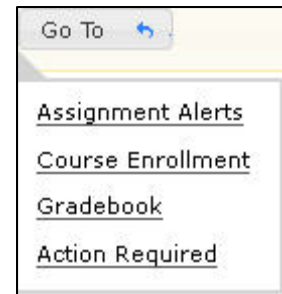 Go To
Assignment Alerts
Course Enrollment
Gradebook
Action Required